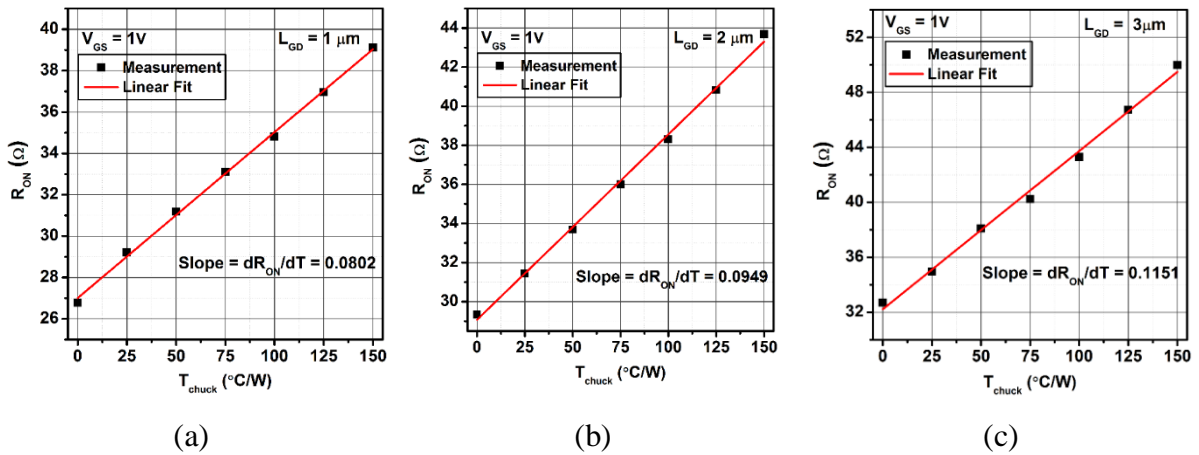 V_GS = 1V
L_GD = 1 μm
Measurement
Linear Fit
Slope = dR_ON/dT = 0.0802
R_ON (Ω)
40
38
36
34
32
30
28
26
0 25 50 75 100 125 150
T_chuck (°C/W)
(a)
V_GS = 1V
L_GD = 2 μm
Measurement
Linear Fit
Slope = dR_ON/dT = 0.0949
R_ON (Ω)
44
42
40
38
36
34
32
30
0 25 50 75 100 125 150
T_chuck (°C/W)
(b)
V_GS = 1V
L_GD = 3μm
Measurement
Linear Fit
Slope = dR_ON/dT = 0.1151
R_ON (Ω)
52
48
44
40
36
32
0 25 50 75 100 125 150
T_chuck (°C/W)
(c)